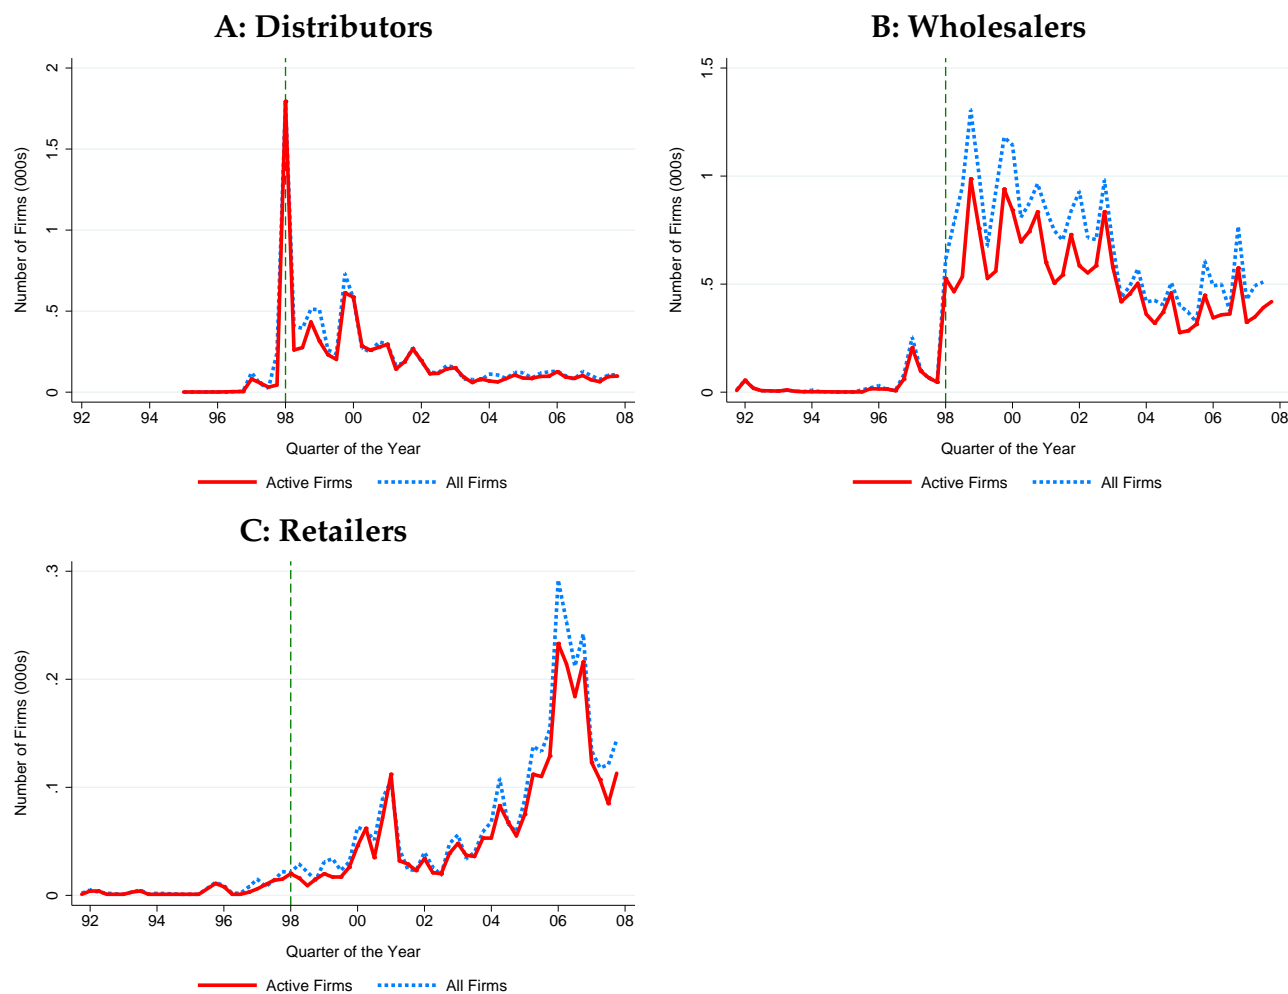 A: Distributors
Number of Firms (000s)
2
1.5
1
.5
0
92 94 96 98 00 02 04 06 08
Quarter of the Year
Active Firms All Firms
B: Wholesalers
Number of Firms (000s)
1.5
1
.5
0
92 94 96 98 00 02 04 06 08
Quarter of the Year
Active Firms All Firms
C: Retailers
Number of Firms (000s)
.3
.2
.1
0
92 94 96 98 00 02 04 06 08
Quarter of the Year
Active Firms All Firms